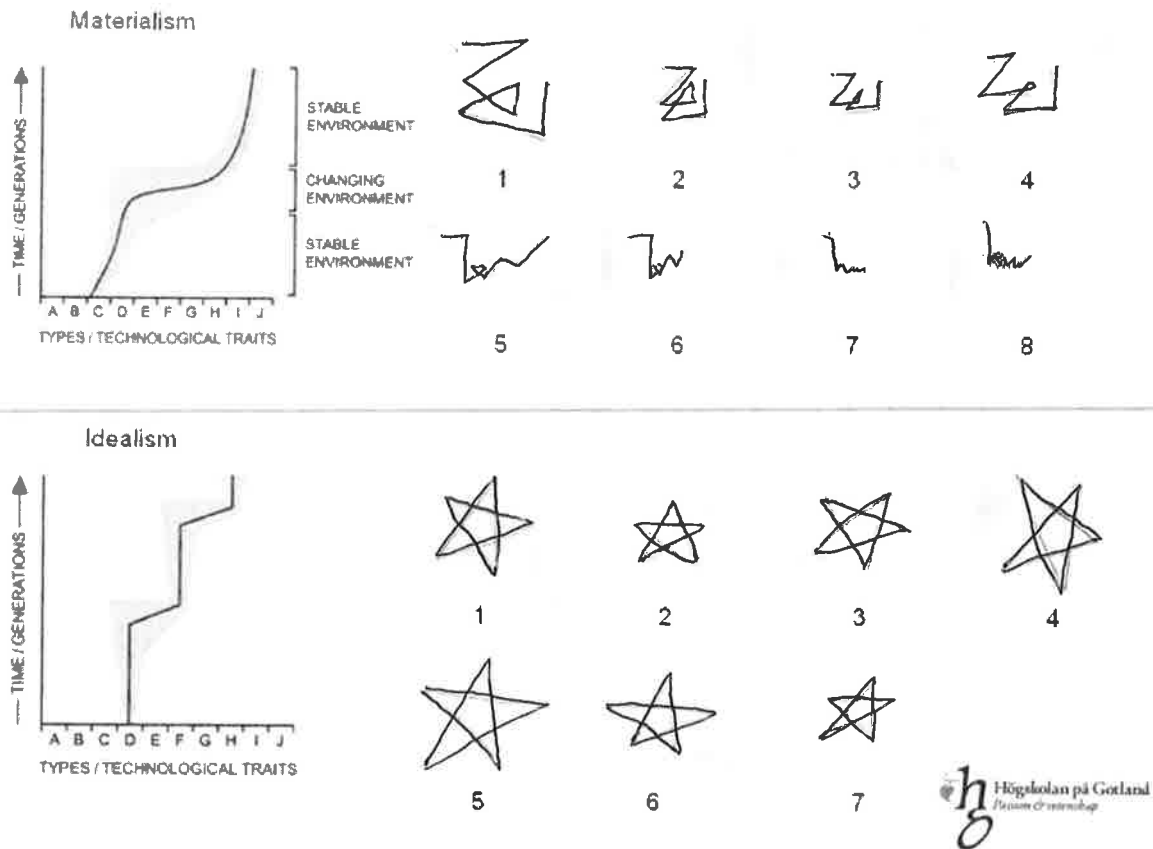 Materialism
TIME / GENERATIONS
STABLE
ENVIRONMENT
CHANGING
ENVIRONMENT
STABLE
ENVIRONMENT
A B C D E F G H I J
TYPES / TECHNOLOGICAL TRAITS
1 2 3 4
5 6 7 8
Idealism
TIME / GENERATIONS
A B C D E F G H I J
TYPES / TECHNOLOGICAL TRAITS
1 2 3 4
5 6 7
hg
Högskolan på Gotland